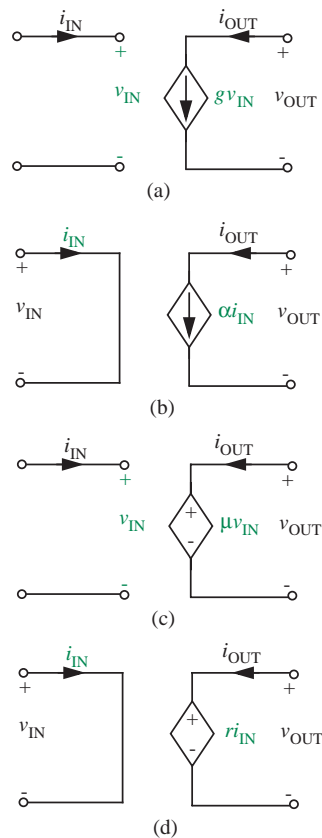 i_IN i_OUT
+ +
v_IN gv_IN v_OUT
- -
(a)
i_IN i_OUT
+ +
v_IN αi_IN v_OUT
- -
(b)
i_IN i_OUT
+ + +
v_IN μv_IN v_OUT
- - -
(c)
i_IN i_OUT
+ + +
v_IN ri_IN v_OUT
- - -
(d)